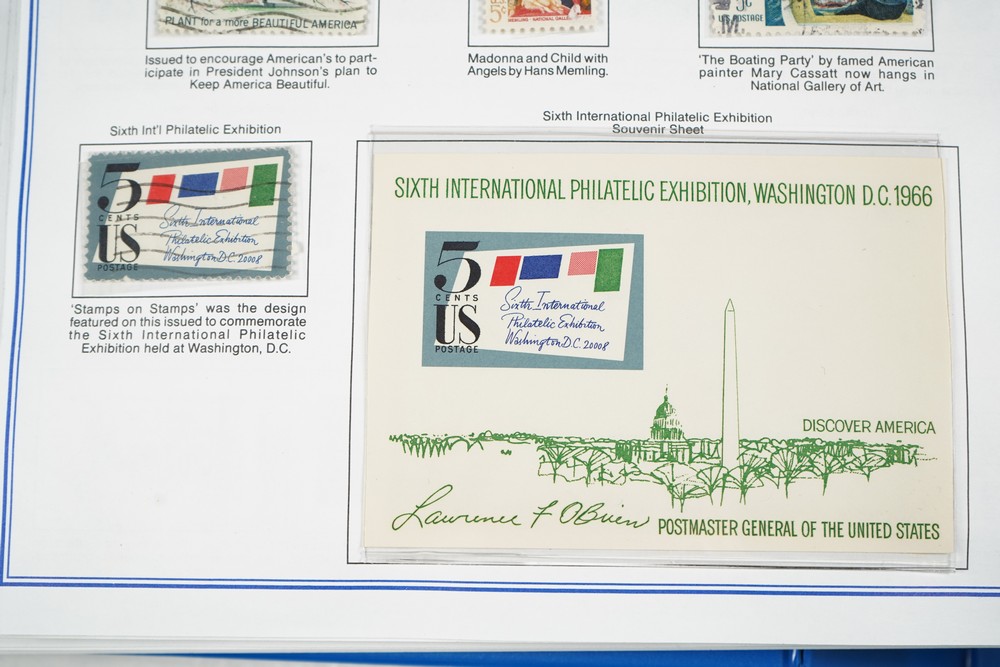 PLANT for a more BEAUTIFUL AMERICA
5c
US POSTAGE
Issued to encourage American's to part-
icipate in President Johnson's plan to
Keep America Beautiful.
Madonna and Child with
Angels by Hans Memling.
'The Boating Party' by famed American
painter Mary Cassatt now hangs in
National Gallery of Art.
Sixth Int'l Philatelic Exhibition
5
CENTS
US
POSTAGE
Sixth International
Philatelic Exhibition
Washington D.C. 20008
'Stamps on Stamps' was the design
featured on this issued to commemorate
the Sixth International Philatelic
Exhibition held at Washington, D.C.
Sixth International Philatelic Exhibition
Souvenir Sheet
SIXTH INTERNATIONAL PHILATELIC EXHIBITION, WASHINGTON D.C. 1966
5
CENTS
US
POSTAGE
Sixth International
Philatelic Exhibition
Washington D.C. 20008
DISCOVER AMERICA
Lawrence F O'Brien
POSTMASTER GENERAL OF THE UNITED STATES